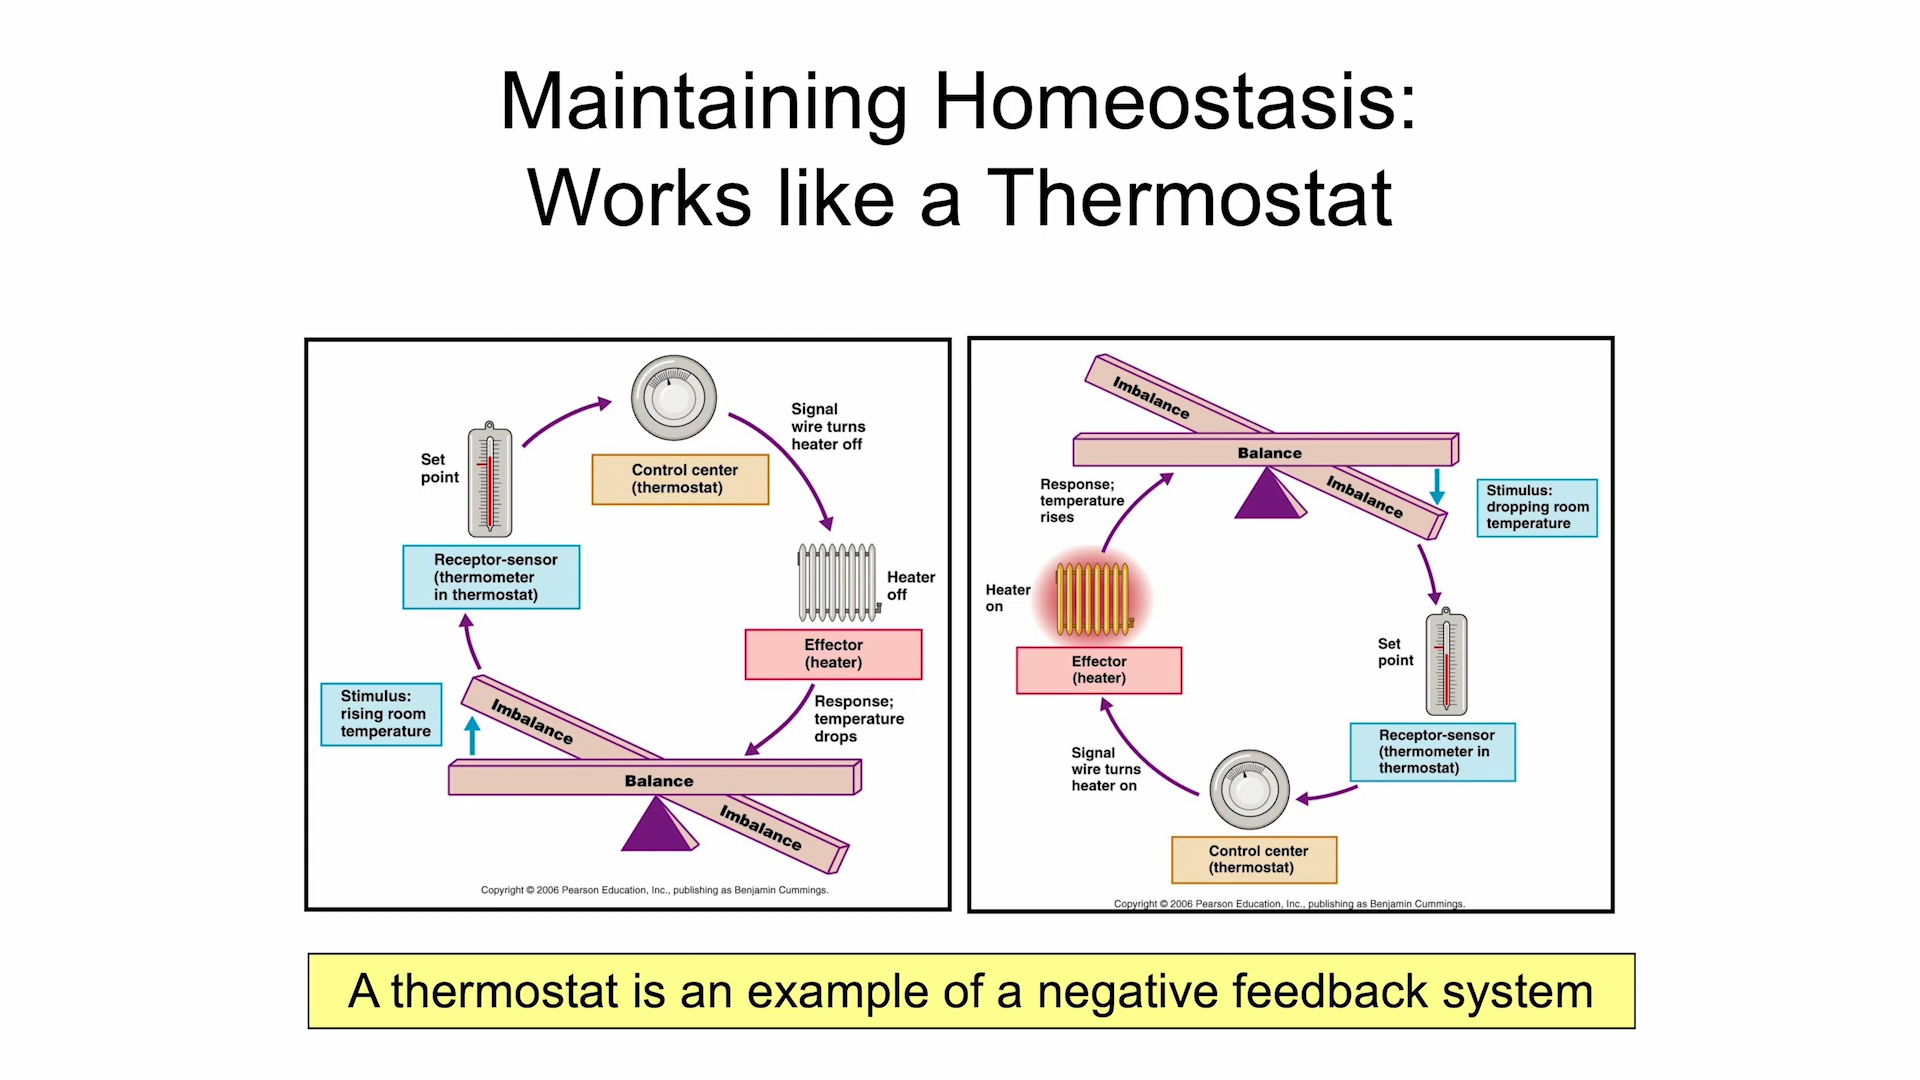 Maintaining Homeostasis:
Works like a Thermostat
Signal
wire turns
heater off
Set
point
Control center
(thermostat)
Receptor-sensor
(thermometer
in thermostat)
Heater
off
Effector
(heater)
Stimulus:
rising room
temperature
Response;
temperature
drops
Imbalance
Balance
Imbalance
Copyright © 2006 Pearson Education, Inc., publishing as Benjamin Cummings.
Imbalance
Balance
Imbalance
Response;
temperature
rises
Stimulus:
dropping room
temperature
Heater
on
Effector
(heater)
Set
point
Receptor-sensor
(thermometer in
thermostat)
Signal
wire turns
heater on
Control center
(thermostat)
Copyright © 2006 Pearson Education, Inc., publishing as Benjamin Cummings.
A thermostat is an example of a negative feedback system